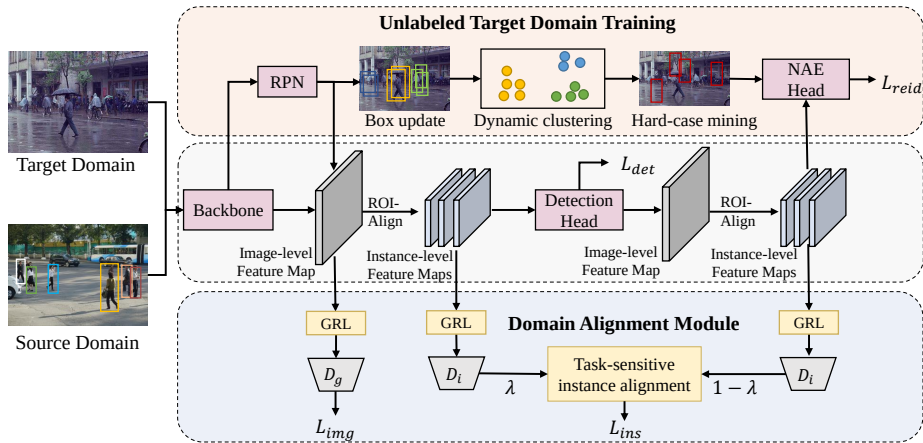 Unlabeled Target Domain Training
RPN
Box update
Dynamic clustering
Hard-case mining
NAE
Head
L_reid
Target Domain
Source Domain
Backbone
Image-level
Feature Map
ROI-
Align
Instance-level
Feature Maps
Detection
Head
L_det
Image-level
Feature Map
ROI-
Align
Instance-level
Feature Maps
Domain Alignment Module
GRL
GRL
GRL
D_g
D_i
λ
Task-sensitive
instance alignment
1 − λ
D_i
L_img
L_ins